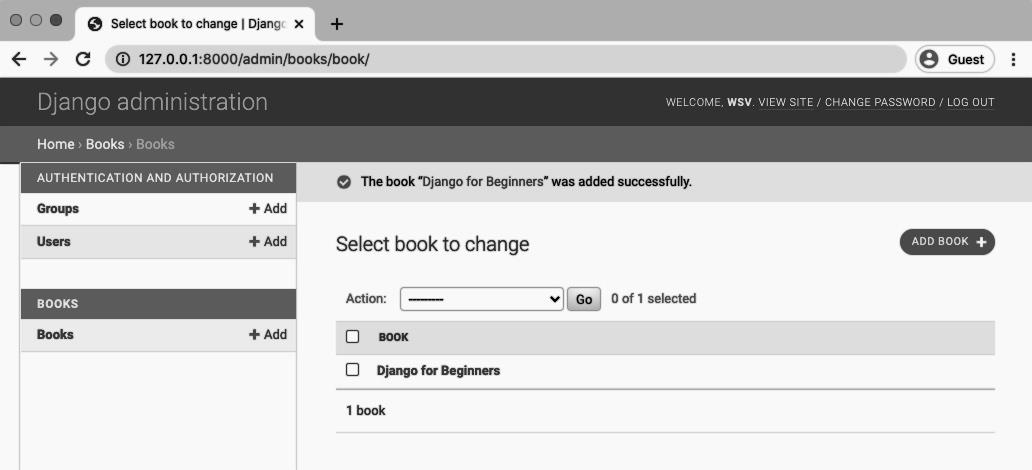 Select book to change | Djang
127.0.0.1:8000/admin/books/book/
Guest
Django administration
WELCOME, WSV. VIEW SITE / CHANGE PASSWORD / LOG OUT
Home › Books › Books
AUTHENTICATION AND AUTHORIZATION
Groups + Add
Users + Add
BOOKS
Books + Add
The book “Django for Beginners” was added successfully.
Select book to change
ADD BOOK +
Action: --------- Go 0 of 1 selected
BOOK
Django for Beginners
1 book